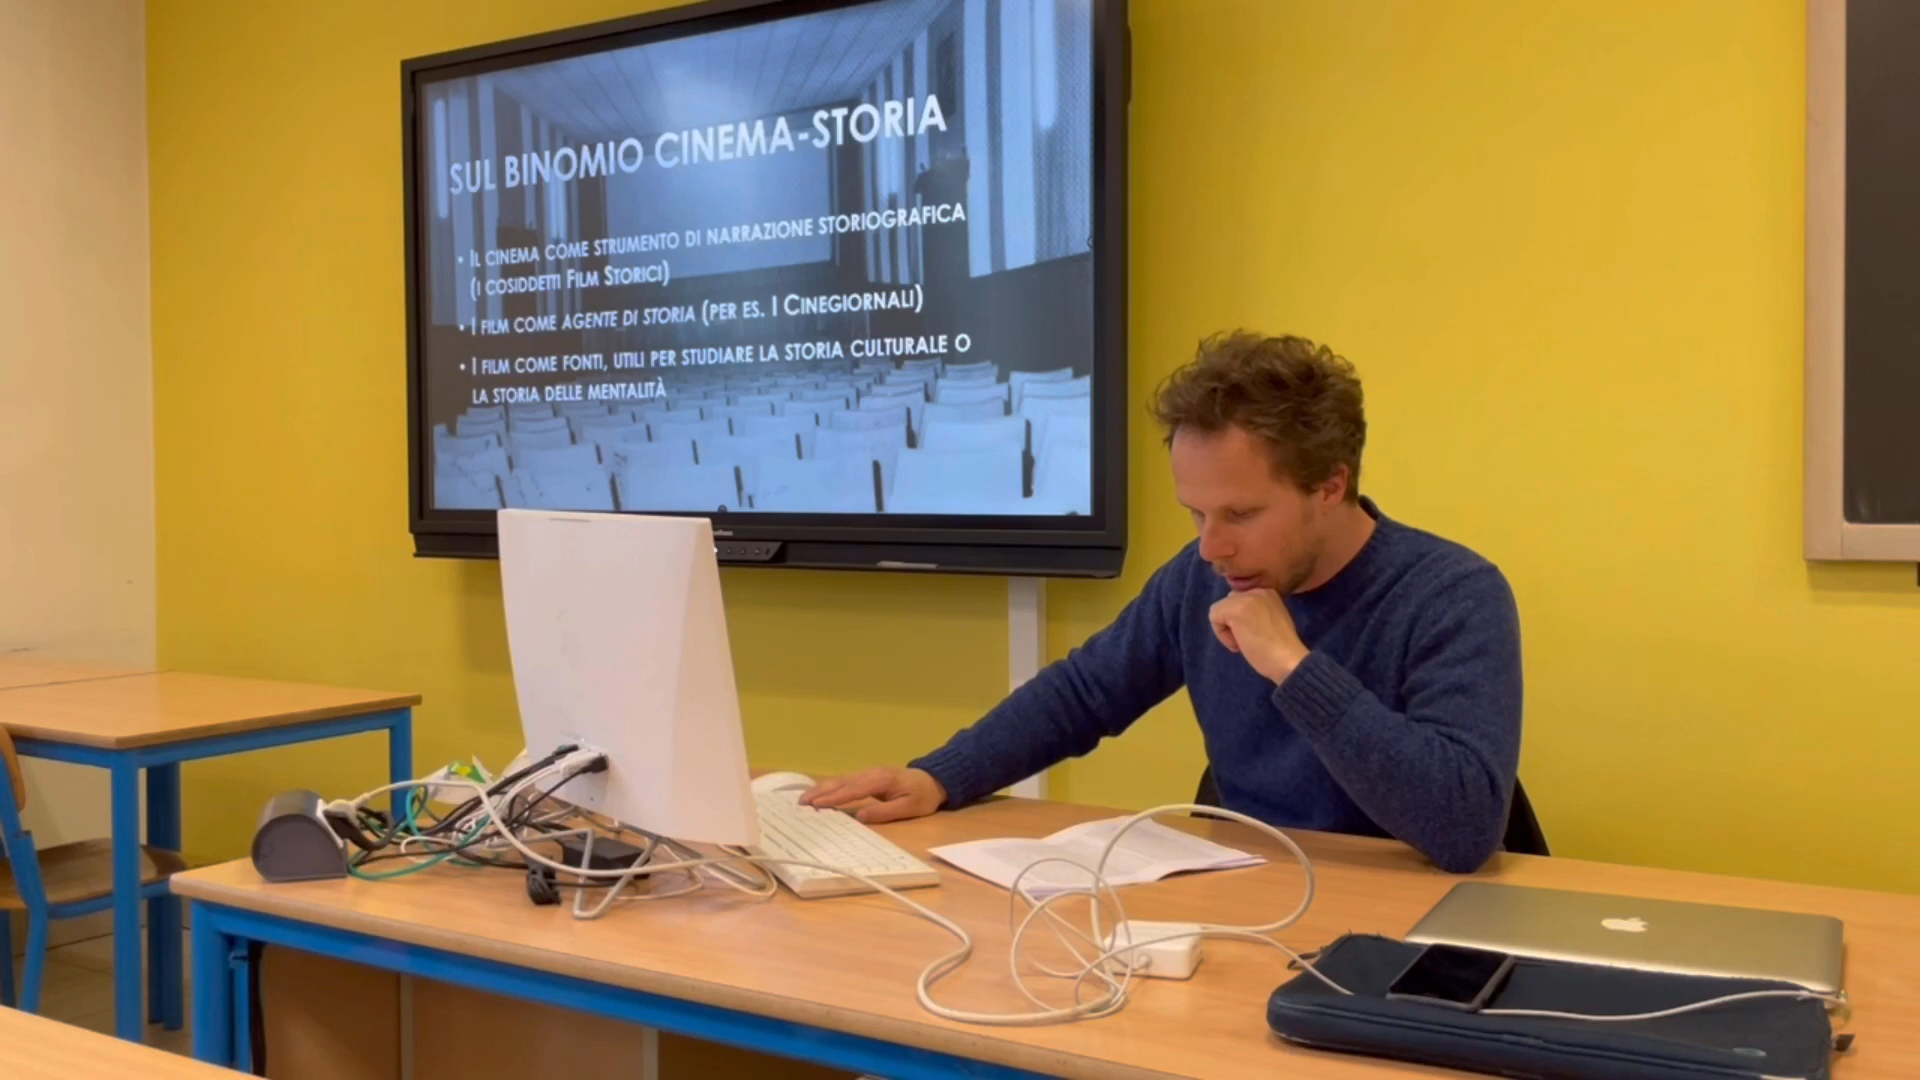 SUL BINOMIO CINEMA-STORIA
• IL CINEMA COME STRUMENTO DI NARRAZIONE STORIOGRAFICA
(I COSIDDETTI FILM STORICI)
• I FILM COME AGENTE DI STORIA (PER ES. I CINEGIORNALI)
• I FILM COME FONTI, UTILI PER STUDIARE LA STORIA CULTURALE O
LA STORIA DELLE MENTALITÀ